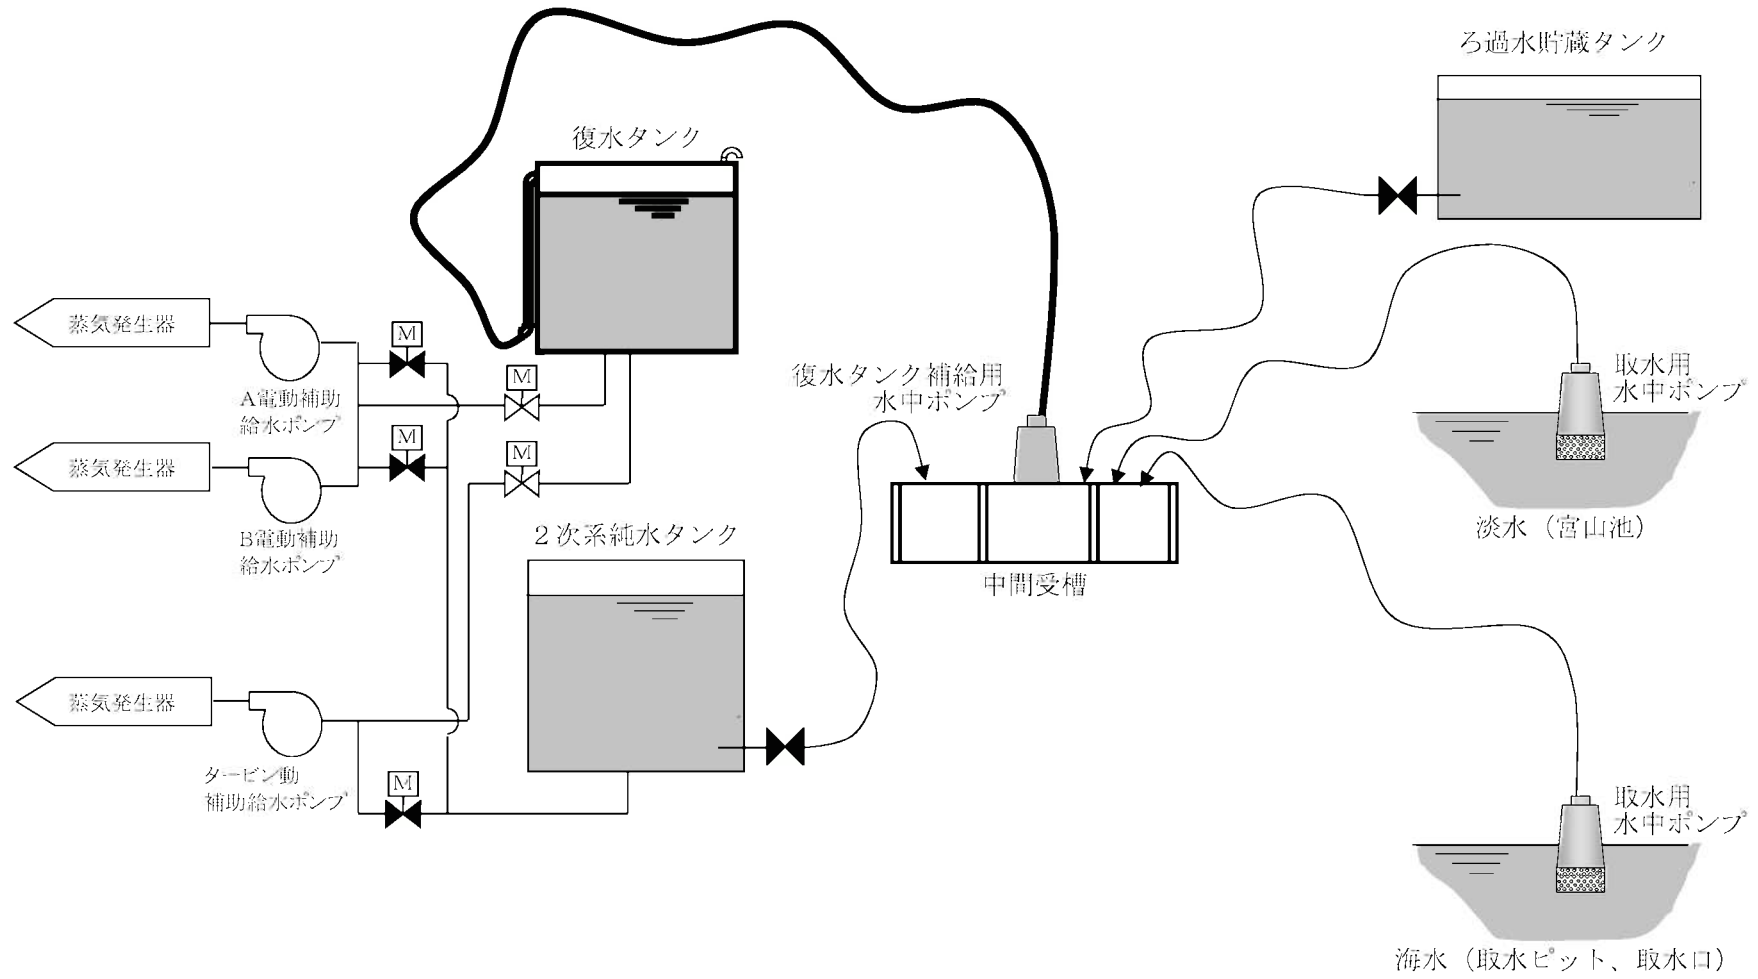 ろ過水貯蔵タンク
復水タンク
蒸気発生器
M
A電動補助
給水ポンプ
M
復水タンク補給用
水中ポンプ
取水用
水中ポンプ
蒸気発生器
M
M
B電動補助
給水ポンプ
2次系純水タンク
中間受槽
淡水（宮山池）
蒸気発生器
タービン動
補助給水ポンプ
M
取水用
水中ポンプ
海水（取水ピット、取水口）